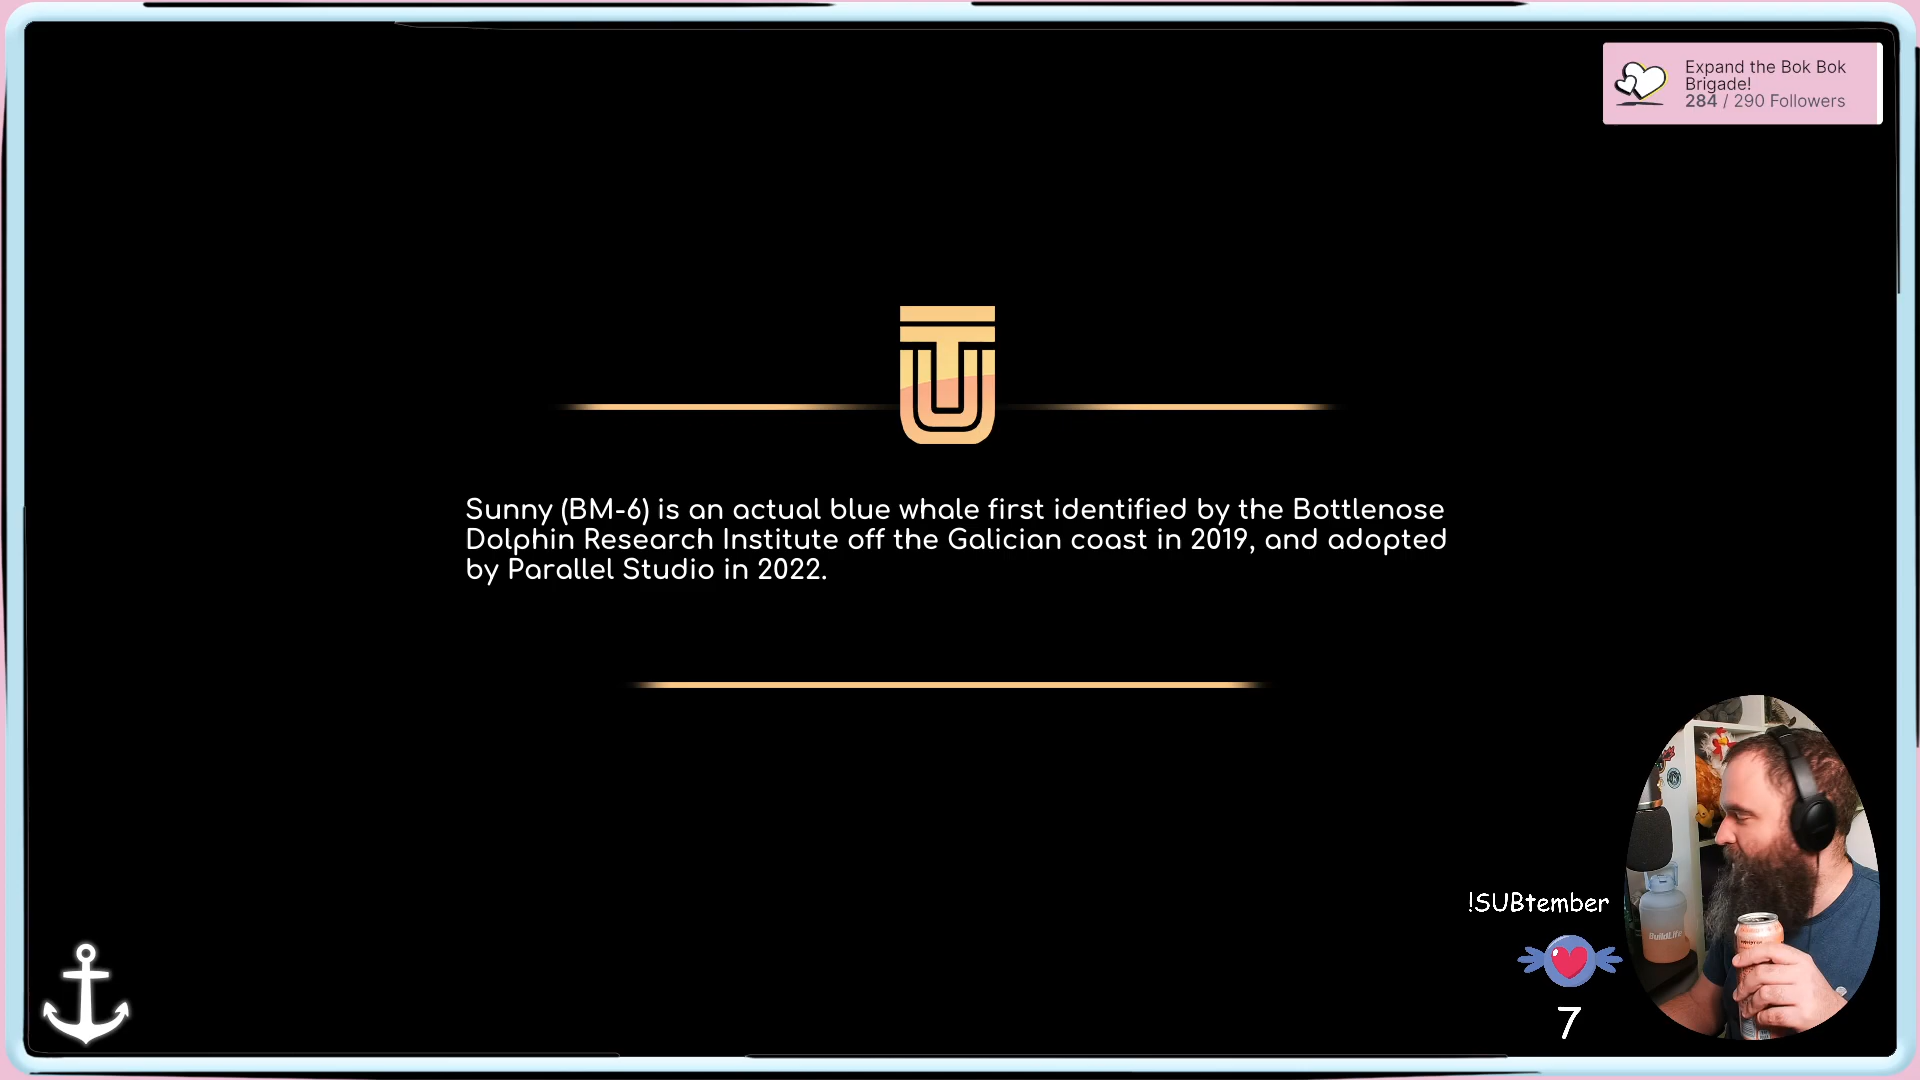 Expand the Bok Bok
Brigade!
284 / 290 Followers
Sunny (BM-6) is an actual blue whale first identified by the Bottlenose
Dolphin Research Institute off the Galician coast in 2019, and adopted
by Parallel Studio in 2022.
!SUBtember
BuildLife
7